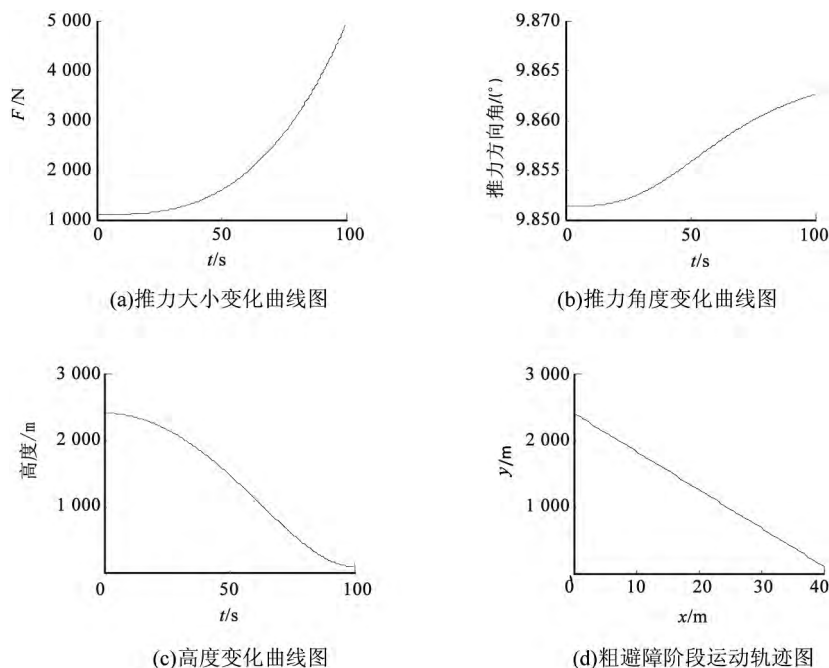 5 000
4 000
3 000
2 000
1 000
F/N
0
50
100
t/s
(a)推力大小变化曲线图
9.870
9.865
9.860
9.855
9.850
推力方向角/(°)
0
50
100
t/s
(b)推力角度变化曲线图
3 000
2 000
1 000
高度/m
0
50
100
t/s
(c)高度变化曲线图
3 000
2 000
1 000
y/m
0
10
20
30
40
x/m
(d)粗避障阶段运动轨迹图